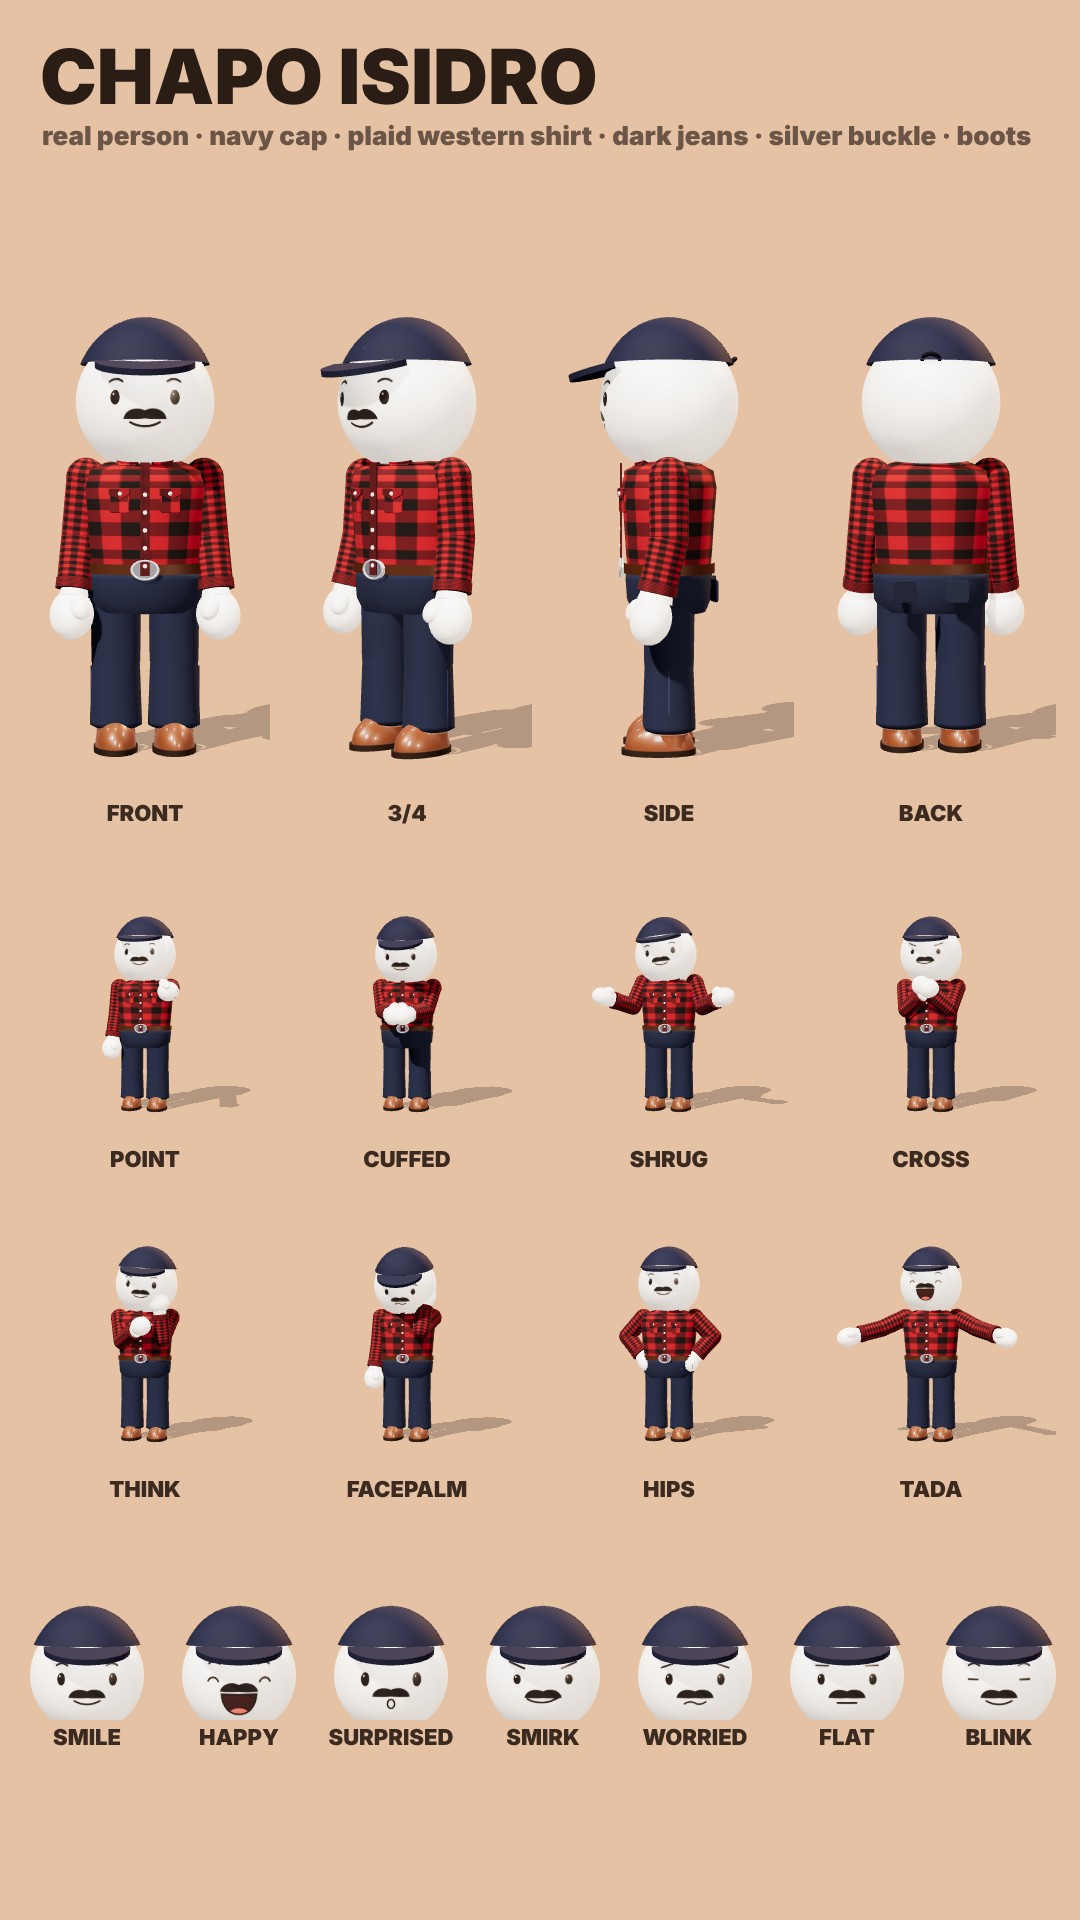 CHAPO ISIDRO
real person · navy cap · plaid western shirt · dark jeans · silver buckle · boots
FRONT 3/4 SIDE BACK
POINT CUFFED SHRUG CROSS
THINK FACEPALM HIPS TADA
SMILE HAPPY SURPRISED SMIRK WORRIED FLAT BLINK